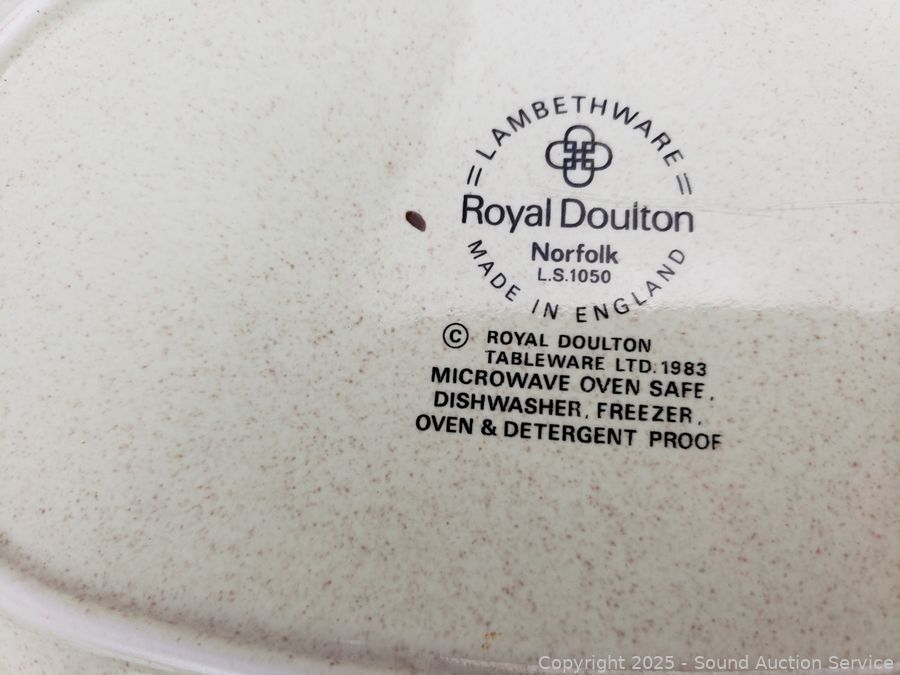 = LAMBETHWARE =
Royal Doulton
Norfolk
L.S.1050
MADE IN ENGLAND
© ROYAL DOULTON
TABLEWARE LTD. 1983
MICROWAVE OVEN SAFE,
DISHWASHER, FREEZER,
OVEN & DETERGENT PROOF
Copyright 2025 - Sound Auction Service